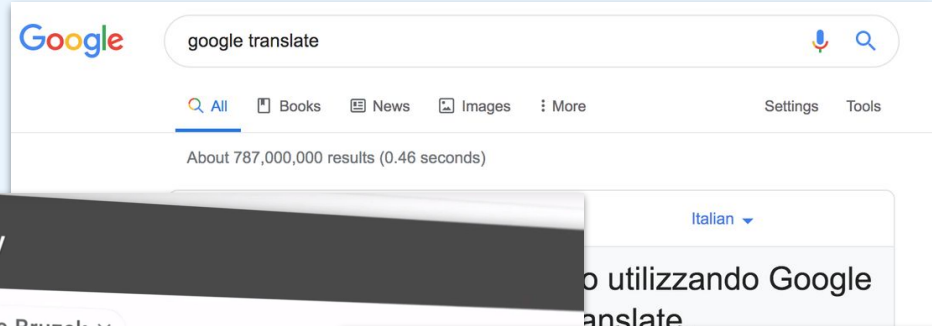 Google
google translate
All Books News Images More Settings Tools
About 787,000,000 results (0.46 seconds)
Italian
utilizzando Google